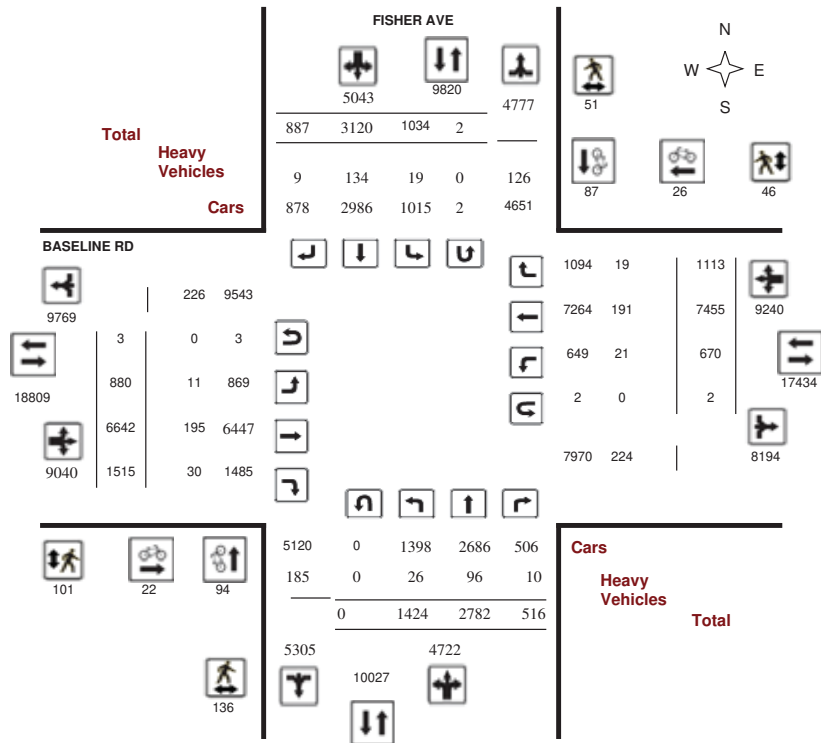 FISHER AVE
N
W E
S
5043 9820 4777 51
Total 887 3120 1034 2
Heavy
Vehicles 9 134 19 0 126
Cars 878 2986 1015 2 4651
87 26 46
BASELINE RD
226 9543
9769
3 0 3
18809
880 11 869
6642 195 6447
9040
1515 30 1485
1094 19 1113
7264 191 7455 9240
649 21 670
17434
2 0 2
7970 224 8194
5120 0 1398 2686 506 Cars
185 0 26 96 10 Heavy
Vehicles
0 1424 2782 516 Total
101 22 94
5305 4722
10027
136